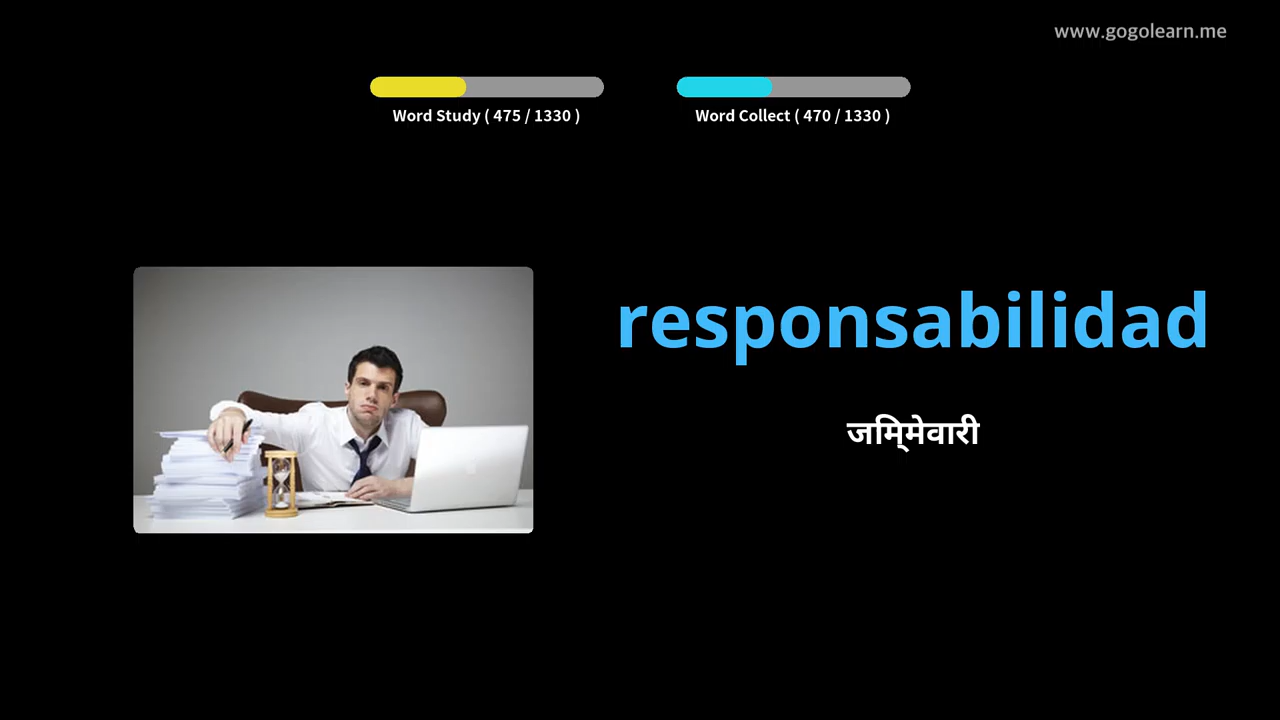 www.gogolearn.me
Word Study ( 475 / 1330 )
Word Collect ( 470 / 1330 )
responsabilidad
जिम्मेवारी